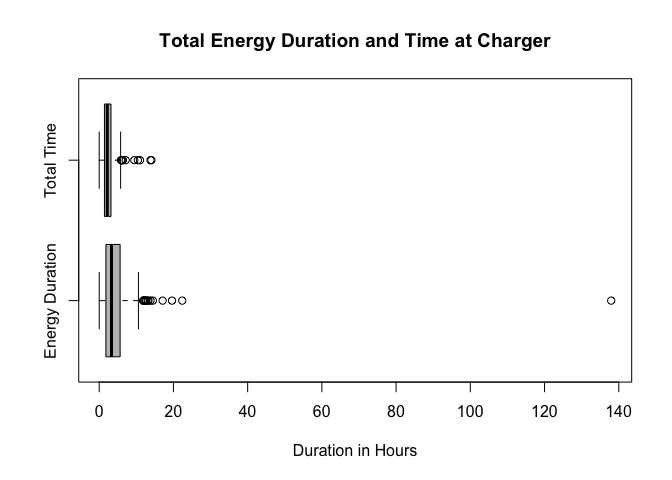 Total Energy Duration and Time at Charger
Total Time
Energy Duration
0 20 40 60 80 100 120 140
Duration in Hours